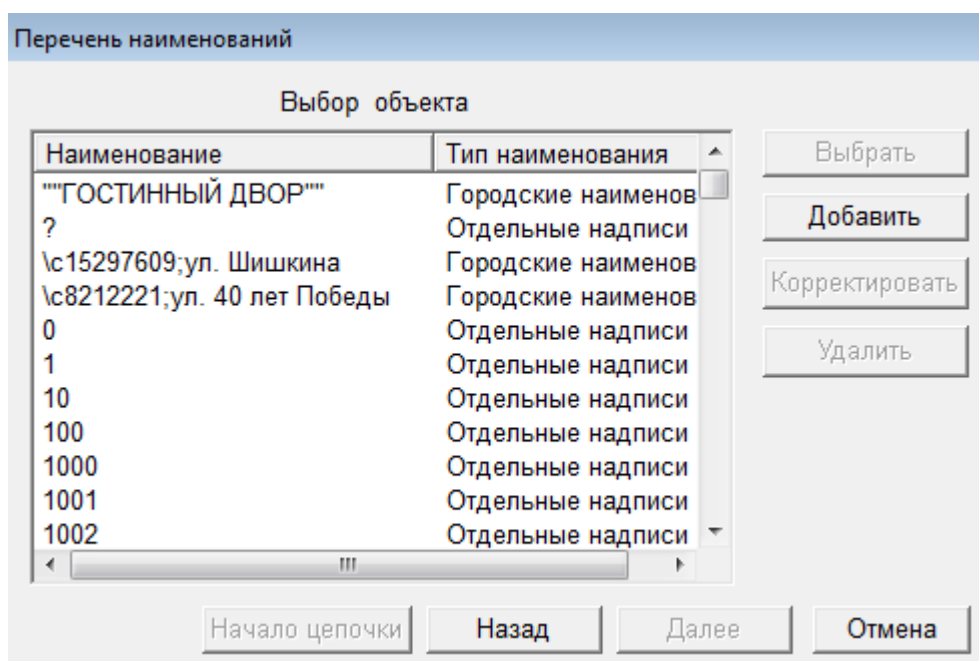 Перечень наименований
Выбор объекта
Наименование Тип наименования
""ГОСТИННЫЙ ДВОР"" Городские наименов
? Отдельные надписи
\c15297609;ул. Шишкина Городские наименов
\c8212221;ул. 40 лет Победы Городские наименов
0 Отдельные надписи
1 Отдельные надписи
10 Отдельные надписи
100 Отдельные надписи
1000 Отдельные надписи
1001 Отдельные надписи
1002 Отдельные надписи
Выбрать
Добавить
Корректировать
Удалить
Начало цепочки Назад Далее Отмена